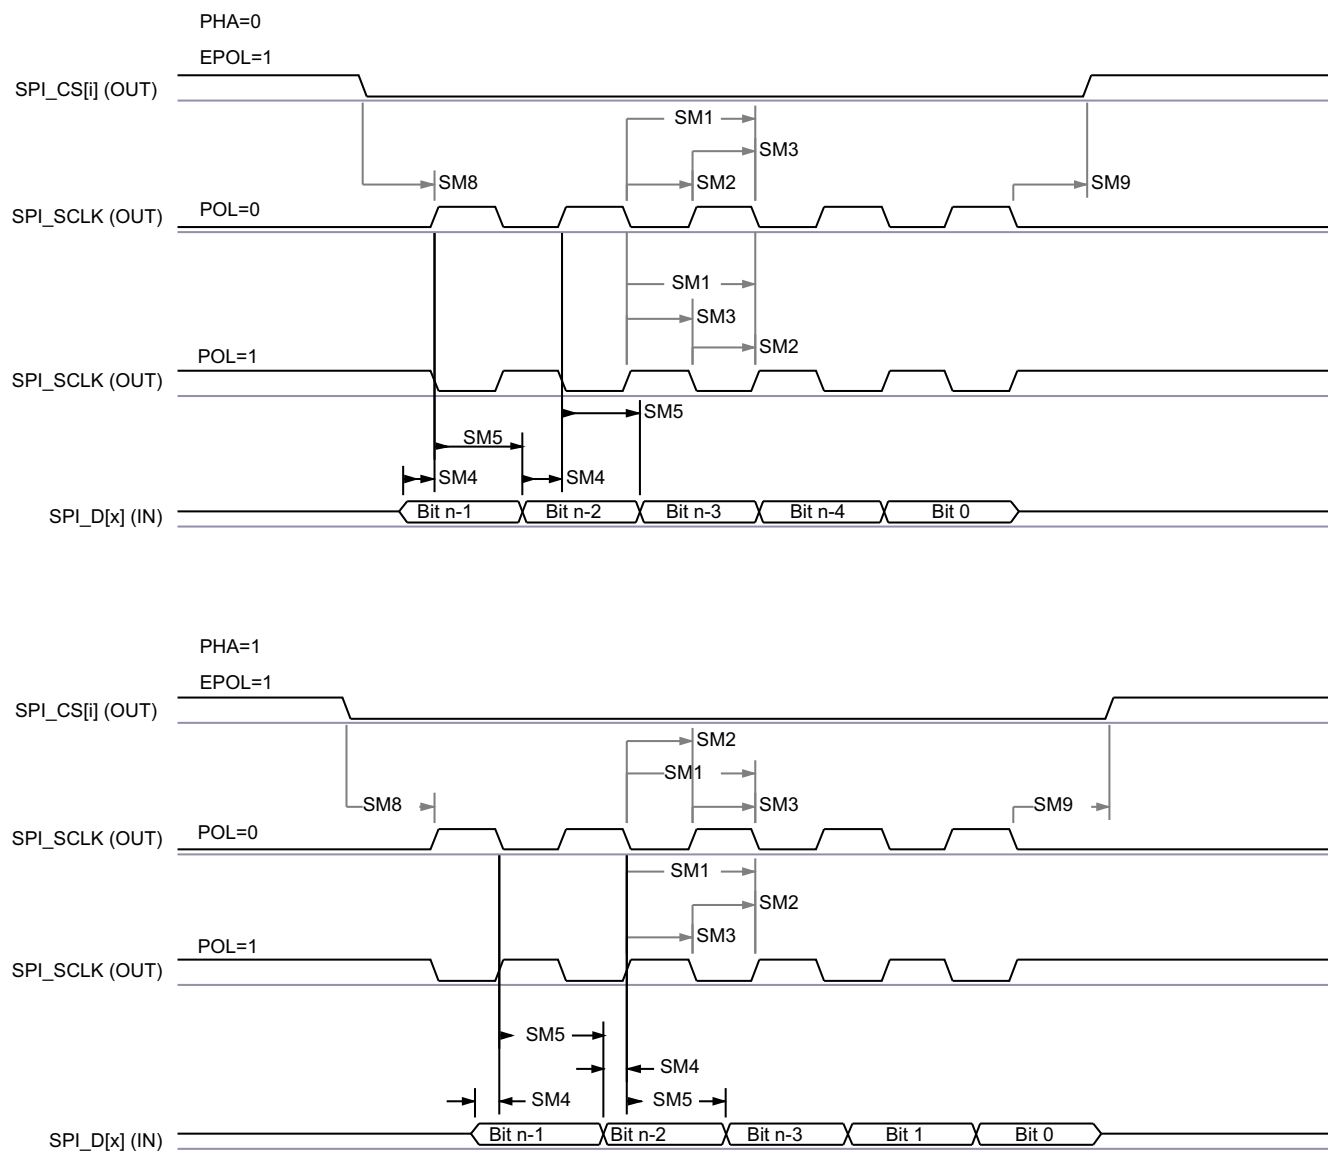 PHA=0
EPOL=1
SPI_CS[i] (OUT)
SM1
SM3
SM8
SM2
SM9
SPI_SCLK (OUT)
POL=0
SM1
SM3
SM2
POL=1
SPI_SCLK (OUT)
SM5
SM5
SM4
SM4
SPI_D[x] (IN)
Bit n-1
Bit n-2
Bit n-3
Bit n-4
Bit 0
PHA=1
EPOL=1
SPI_CS[i] (OUT)
SM2
SM1
SM8
SM3
SM9
SPI_SCLK (OUT)
POL=0
SM1
SM2
SM3
POL=1
SPI_SCLK (OUT)
SM5
SM4
SM4
SM5
SPI_D[x] (IN)
Bit n-1
Bit n-2
Bit n-3
Bit 1
Bit 0